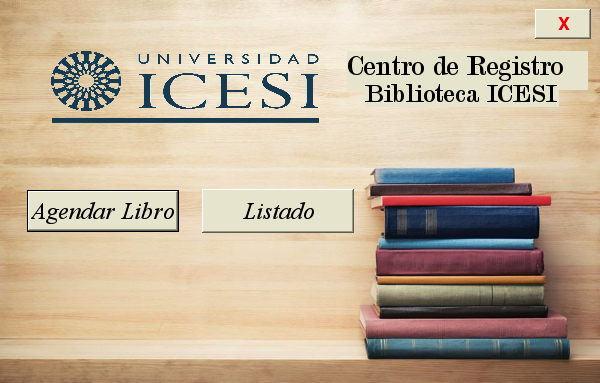 X
UNIVERSIDAD
ICESI
Centro de Registro
Biblioteca ICESI
Agendar Libro
Listado